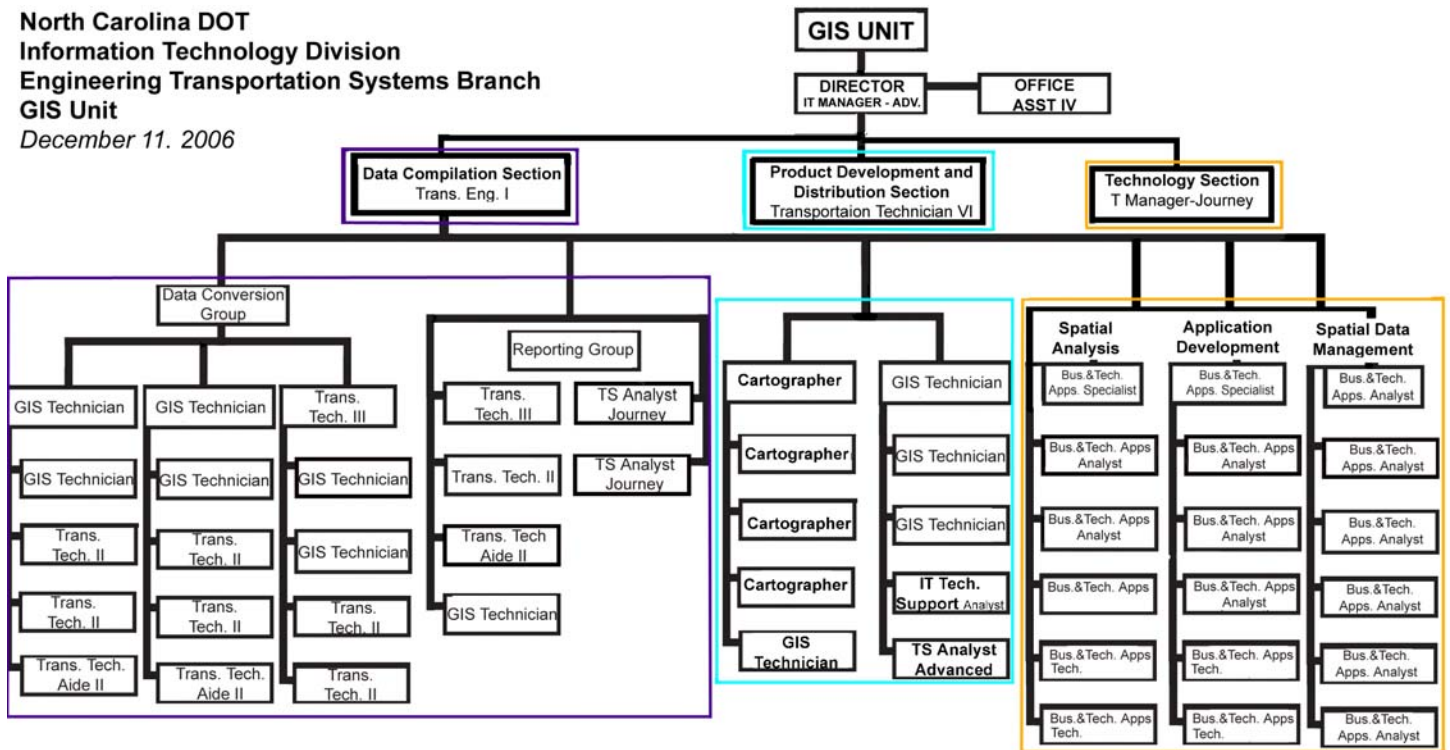 North Carolina DOT
Information Technology Division
Engineering Transportation Systems Branch
GIS Unit
December 11. 2006
GIS UNIT
DIRECTOR
IT MANAGER - ADV.
OFFICE
ASST IV
Data Compilation Section
Trans. Eng. I
Product Development and
Distribution Section
Transportaion Technician VI
Technology Section
T Manager-Journey
Data Conversion
Group
GIS Technician
GIS Technician
Trans.
Tech. II
Trans.
Tech. II
Trans. Tech.
Aide II
GIS Technician
GIS Technician
Trans.
Tech. II
Trans.
Tech. II
Trans. Tech.
Aide II
Trans.
Tech. III
GIS Technician
GIS Technician
Trans.
Tech. II
Trans.
Tech. II
Reporting Group
Trans.
Tech. III
Trans. Tech. II
Trans. Tech
Aide II
GIS Technician
TS Analyst
Journey
TS Analyst
Journey
Cartographer
Cartographer
Cartographer
Cartographer
GIS
Technician
GIS Technician
GIS Technician
GIS Technician
IT Tech.
Support Analyst
TS Analyst
Advanced
Spatial
Analysis
Bus.&Tech.
Apps. Specialist
Bus.&Tech. Apps
Analyst
Bus.&Tech. Apps
Analyst
Bus.&Tech. Apps
Bus.&Tech. Apps
Tech.
Bus.&Tech. Apps
Tech.
Application
Development
Bus.&Tech.
Apps. Specialist
Bus.&Tech. Apps
Analyst
Bus.&Tech. Apps
Analyst
Bus.&Tech. Apps
Analyst
Bus.&Tech. Apps
Tech.
Bus.&Tech. Apps
Tech.
Spatial Data
Management
Bus.&Tech.
Apps. Analyst
Bus.&Tech.
Apps. Analyst
Bus.&Tech.
Apps. Analyst
Bus.&Tech.
Apps. Analyst
Bus.&Tech.
Apps. Analyst
Bus.&Tech.
Apps. Analyst